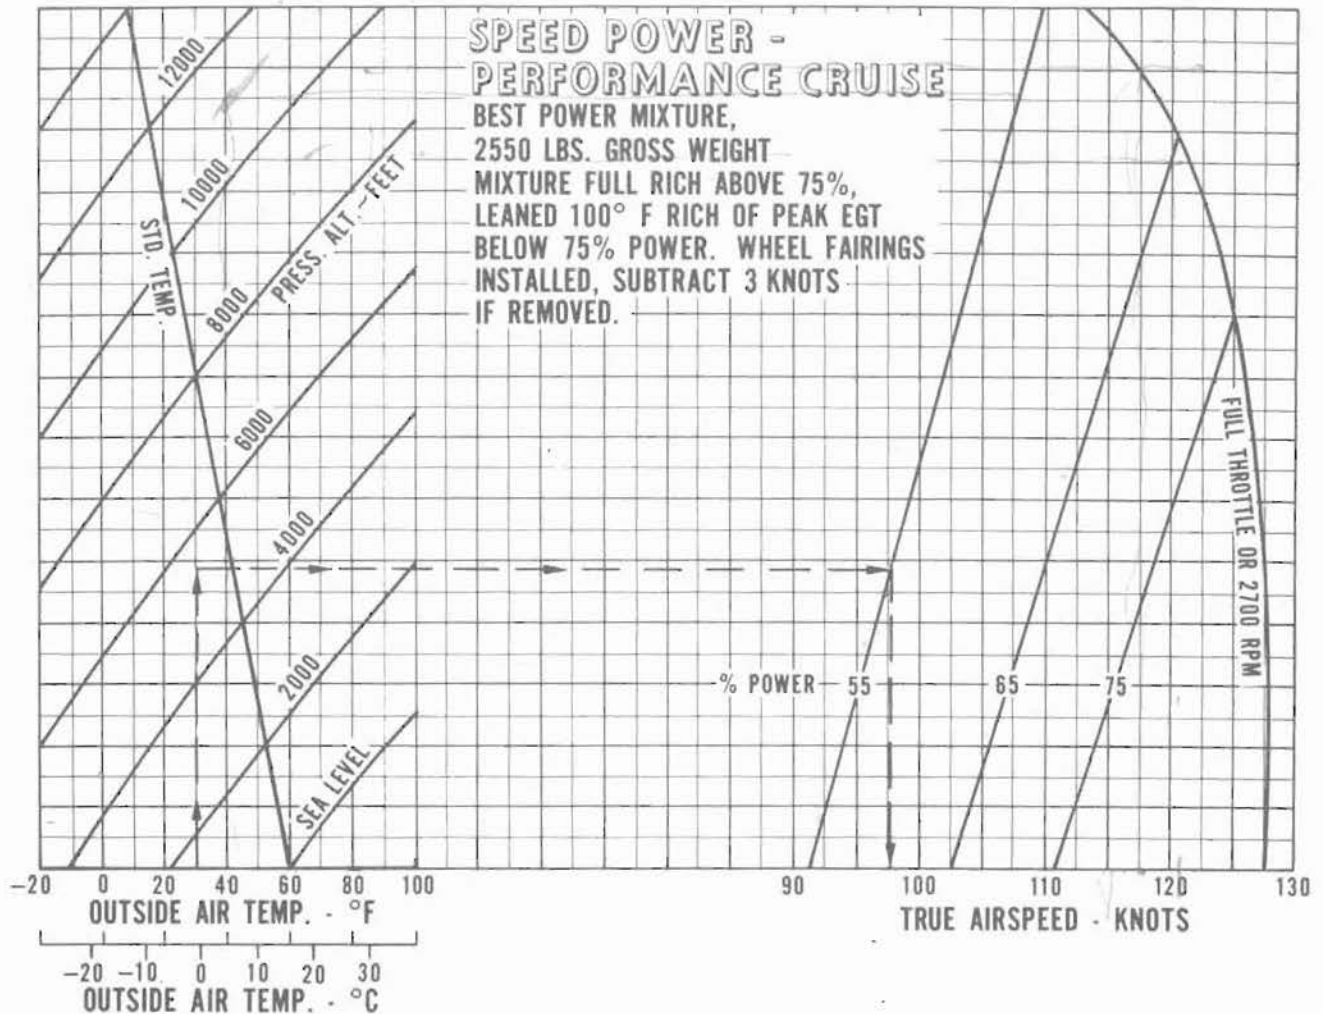 SPEED POWER -
PERFORMANCE CRUISE
BEST POWER MIXTURE,
2550 LBS. GROSS WEIGHT
MIXTURE FULL RICH ABOVE 75%,
LEANED 100° F RICH OF PEAK EGT
BELOW 75% POWER. WHEEL FAIRINGS
INSTALLED, SUBTRACT 3 KNOTS
IF REMOVED.
12000
10000
PRESS. ALT. - FEET
STD. TEMP.
8000
6000
4000
2000
SEA LEVEL
FULL THROTTLE OR 2700 RPM
% POWER 55 65 75
-20 0 20 40 60 80 100
OUTSIDE AIR TEMP. - °F
-20 -10 0 10 20 30
OUTSIDE AIR TEMP. - °C
90 100 110 120 130
TRUE AIRSPEED - KNOTS